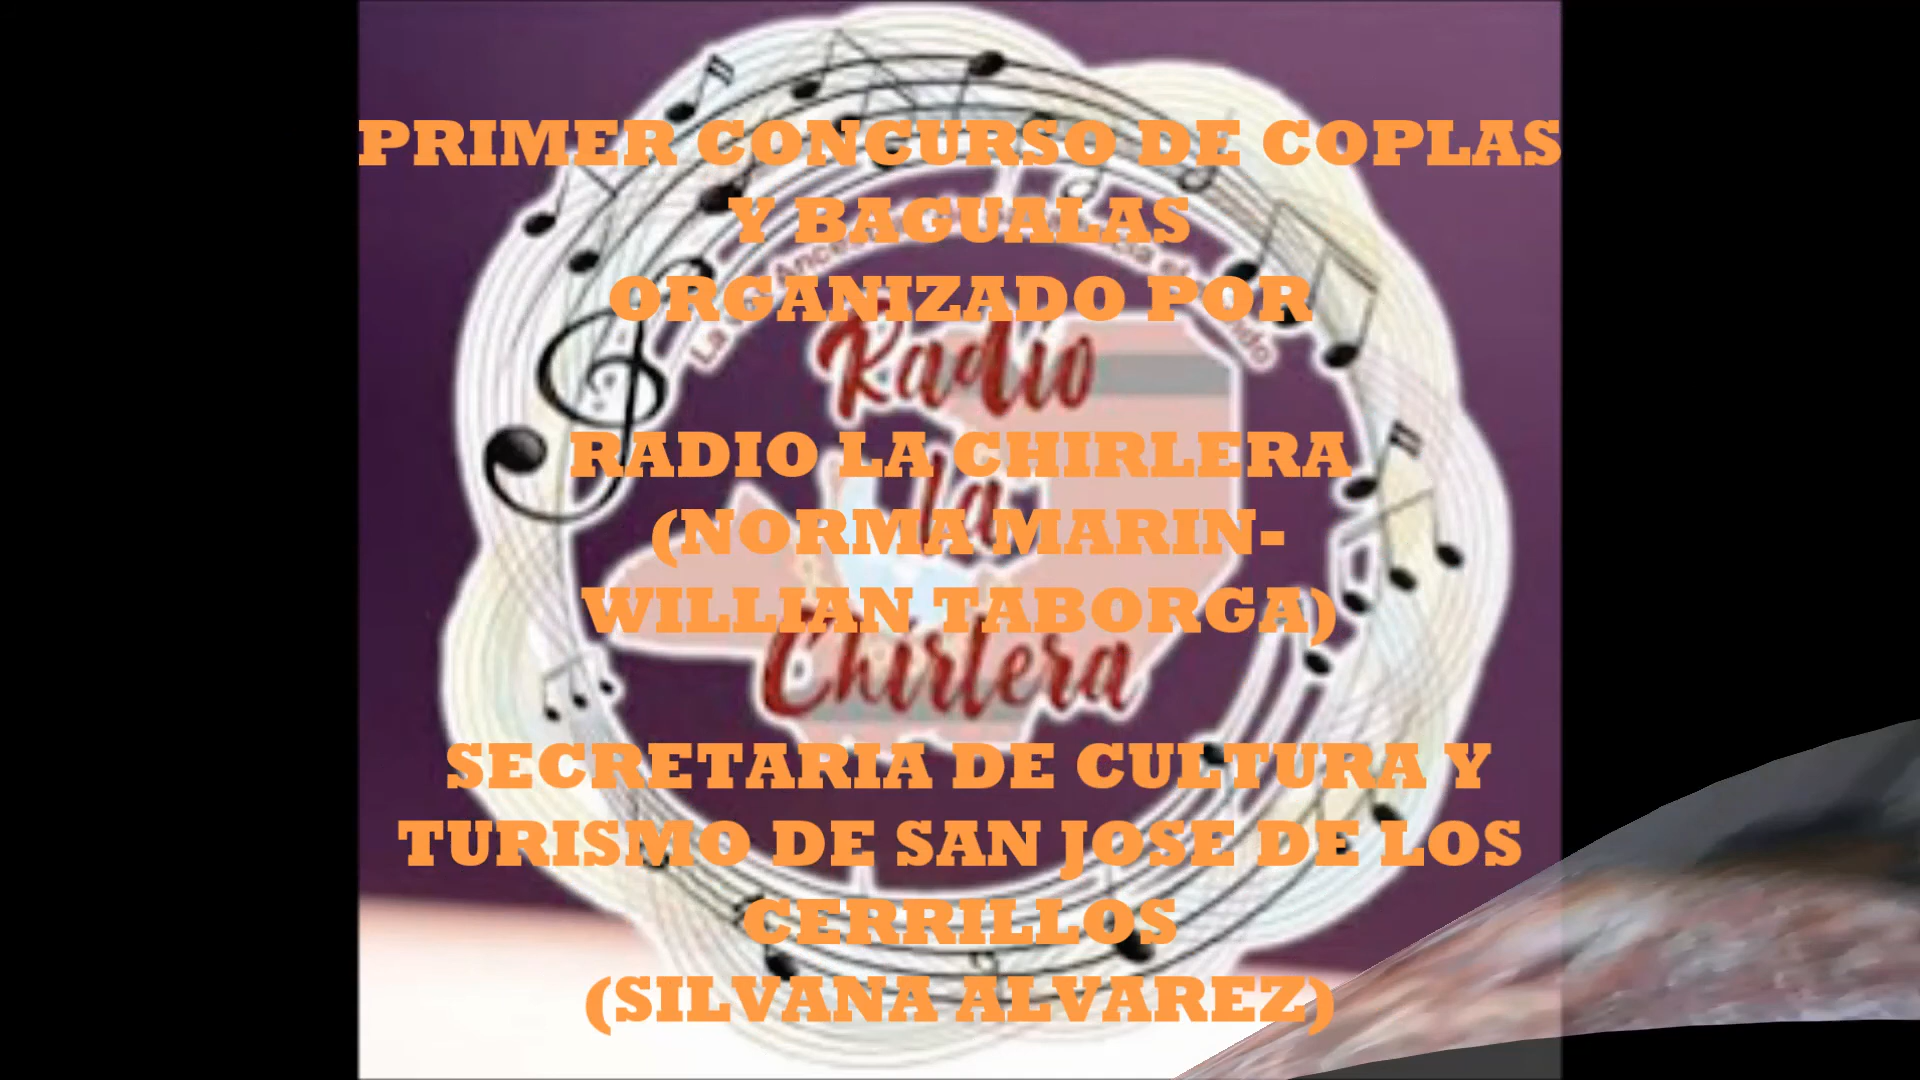 PRIMER CONCURSO DE COPLAS
Y BAGUALAS
ORGANIZADO POR
Radio
RADIO LA CHIRLERA
La
(NORMA MARIN-
WILLIAN TABORGA)
Chirlera
SECRETARIA DE CULTURA Y
TURISMO DE SAN JOSE DE LOS
CERRILLOS
(SILVANA ALVAREZ)